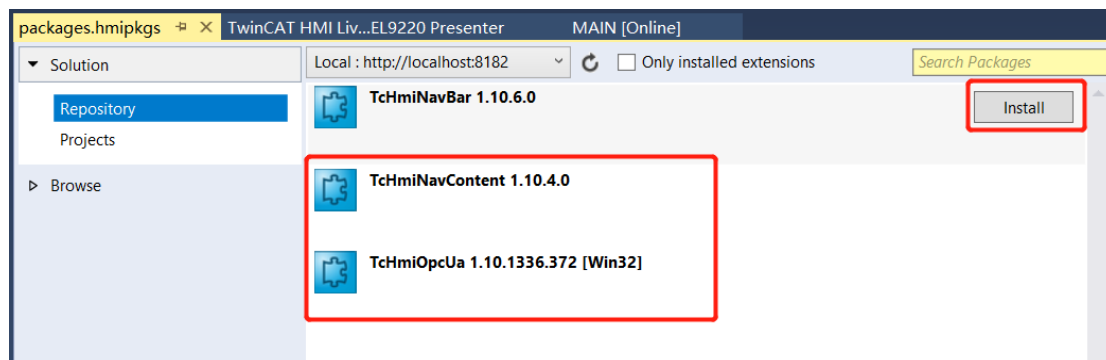 packages.hmipkgs TwinCAT HMI Liv...EL9220 Presenter MAIN [Online]
Solution
Local : http://localhost:8182 Only installed extensions Search Packages
Repository
Projects
Browse
TcHmiNavBar 1.10.6.0
Install
TcHmiNavContent 1.10.4.0
TcHmiOpcUa 1.10.1336.372 [Win32]